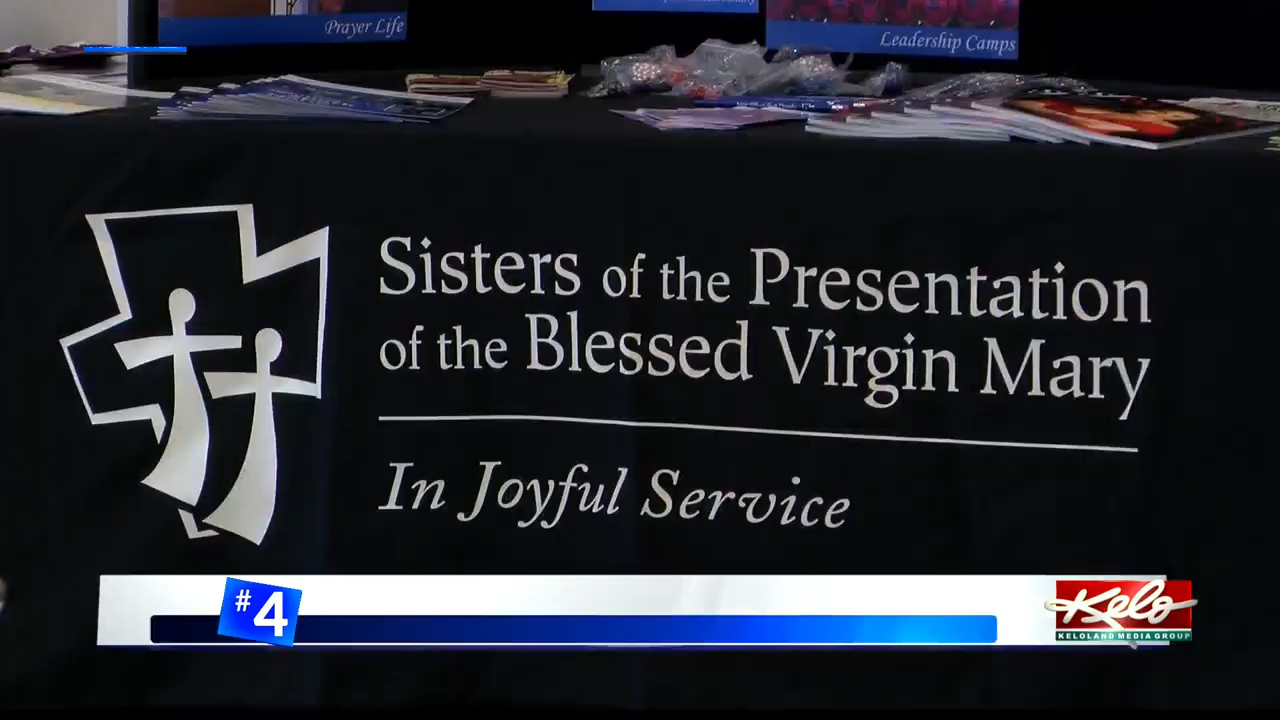 Prayer Life
Leadership Camps
Sisters of the Presentation
of the Blessed Virgin Mary
In Joyful Service
#4
Kelo
KELOLAND MEDIA GROUP